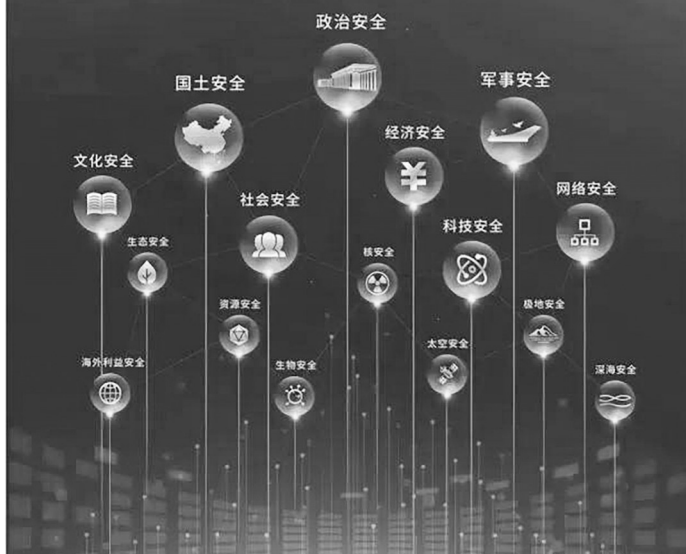 政治安全
国土安全
军事安全
经济安全
文化安全
网络安全
社会安全
科技安全
生态安全
核安全
资源安全
极地安全
太空安全
海外利益安全
生物安全
深海安全